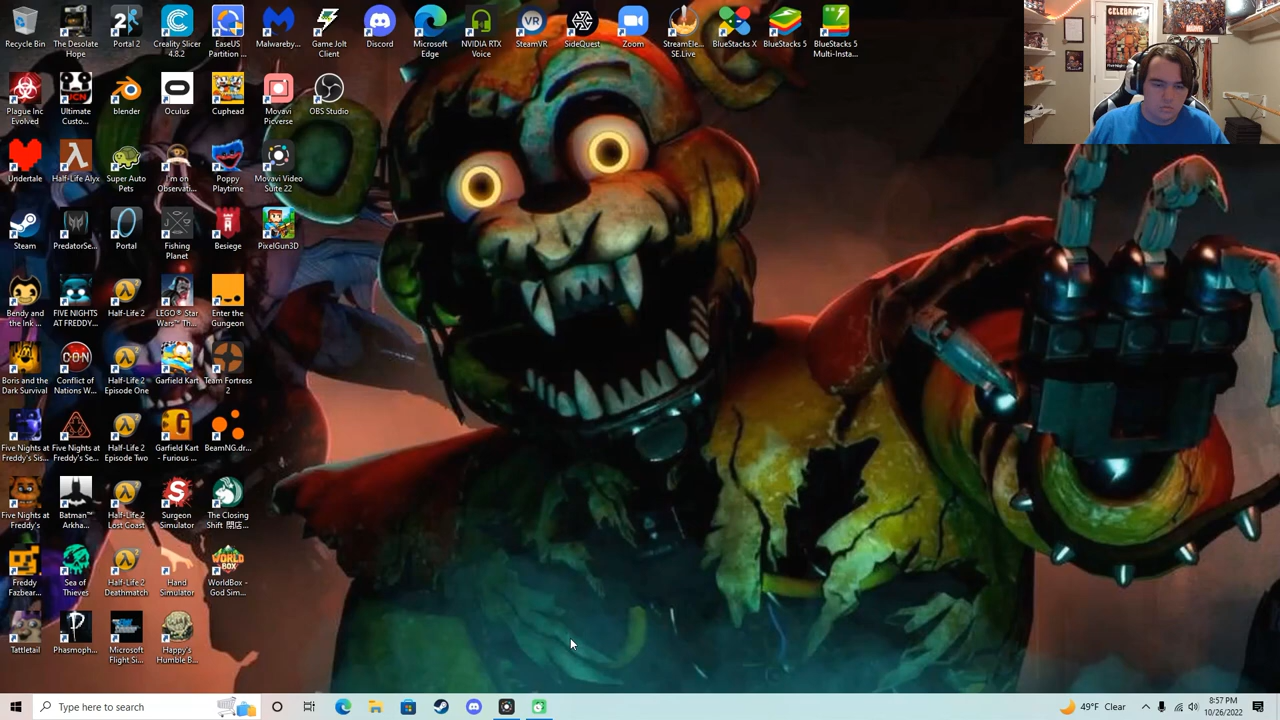 Recycle Bin
The Desolate Hope
Portal 2
Creality Slicer 4.8.2
EaseUS Partition ...
Malwareby...
Game Jolt Client
Discord
Microsoft Edge
NVIDIA RTX Voice
SteamVR
SideQuest
Zoom
StreamEle... SE.Live
BlueStacks X
BlueStacks 5
BlueStacks 5 Multi-Insta...
CELEBRA
Plague Inc Evolved
Ultimate Custo...
blender
Oculus
Cuphead
Movavi Picverse
OBS Studio
Undertale
Half-Life Alyx
Super Auto Pets
I'm on Observati...
Poppy Playtime
Movavi Video Suite 22
Steam
PredatorSe...
Portal
Fishing Planet
Besiege
PixelGun3D
Bendy and the Ink ...
FIVE NIGHTS AT FREDDY...
Half-Life 2
LEGO® Star Wars™ Th...
Enter the Gungeon
Boris and the Dark Survival
Conflict of Nations W...
Half-Life 2 Episode One
Garfield Kart
Team Fortress 2
Five Nights at Freddy's Sis...
Five Nights at Freddy's Se...
Half-Life 2 Episode Two
Garfield Kart - Furious ...
BeamNG.dr...
Five Nights at Freddy's
Batman™ Arkha...
Half-Life 2 Lost Coast
Surgeon Simulator
The Closing Shift 閉店...
Freddy Fazbear...
Sea of Thieves
Half-Life 2 Deathmatch
Hand Simulator
WorldBox - God Sim...
Tattletail
Phasmoph...
Microsoft Flight Si...
Happy's Humble B...
Type here to search
49°F Clear
8:57 PM
10/26/2022